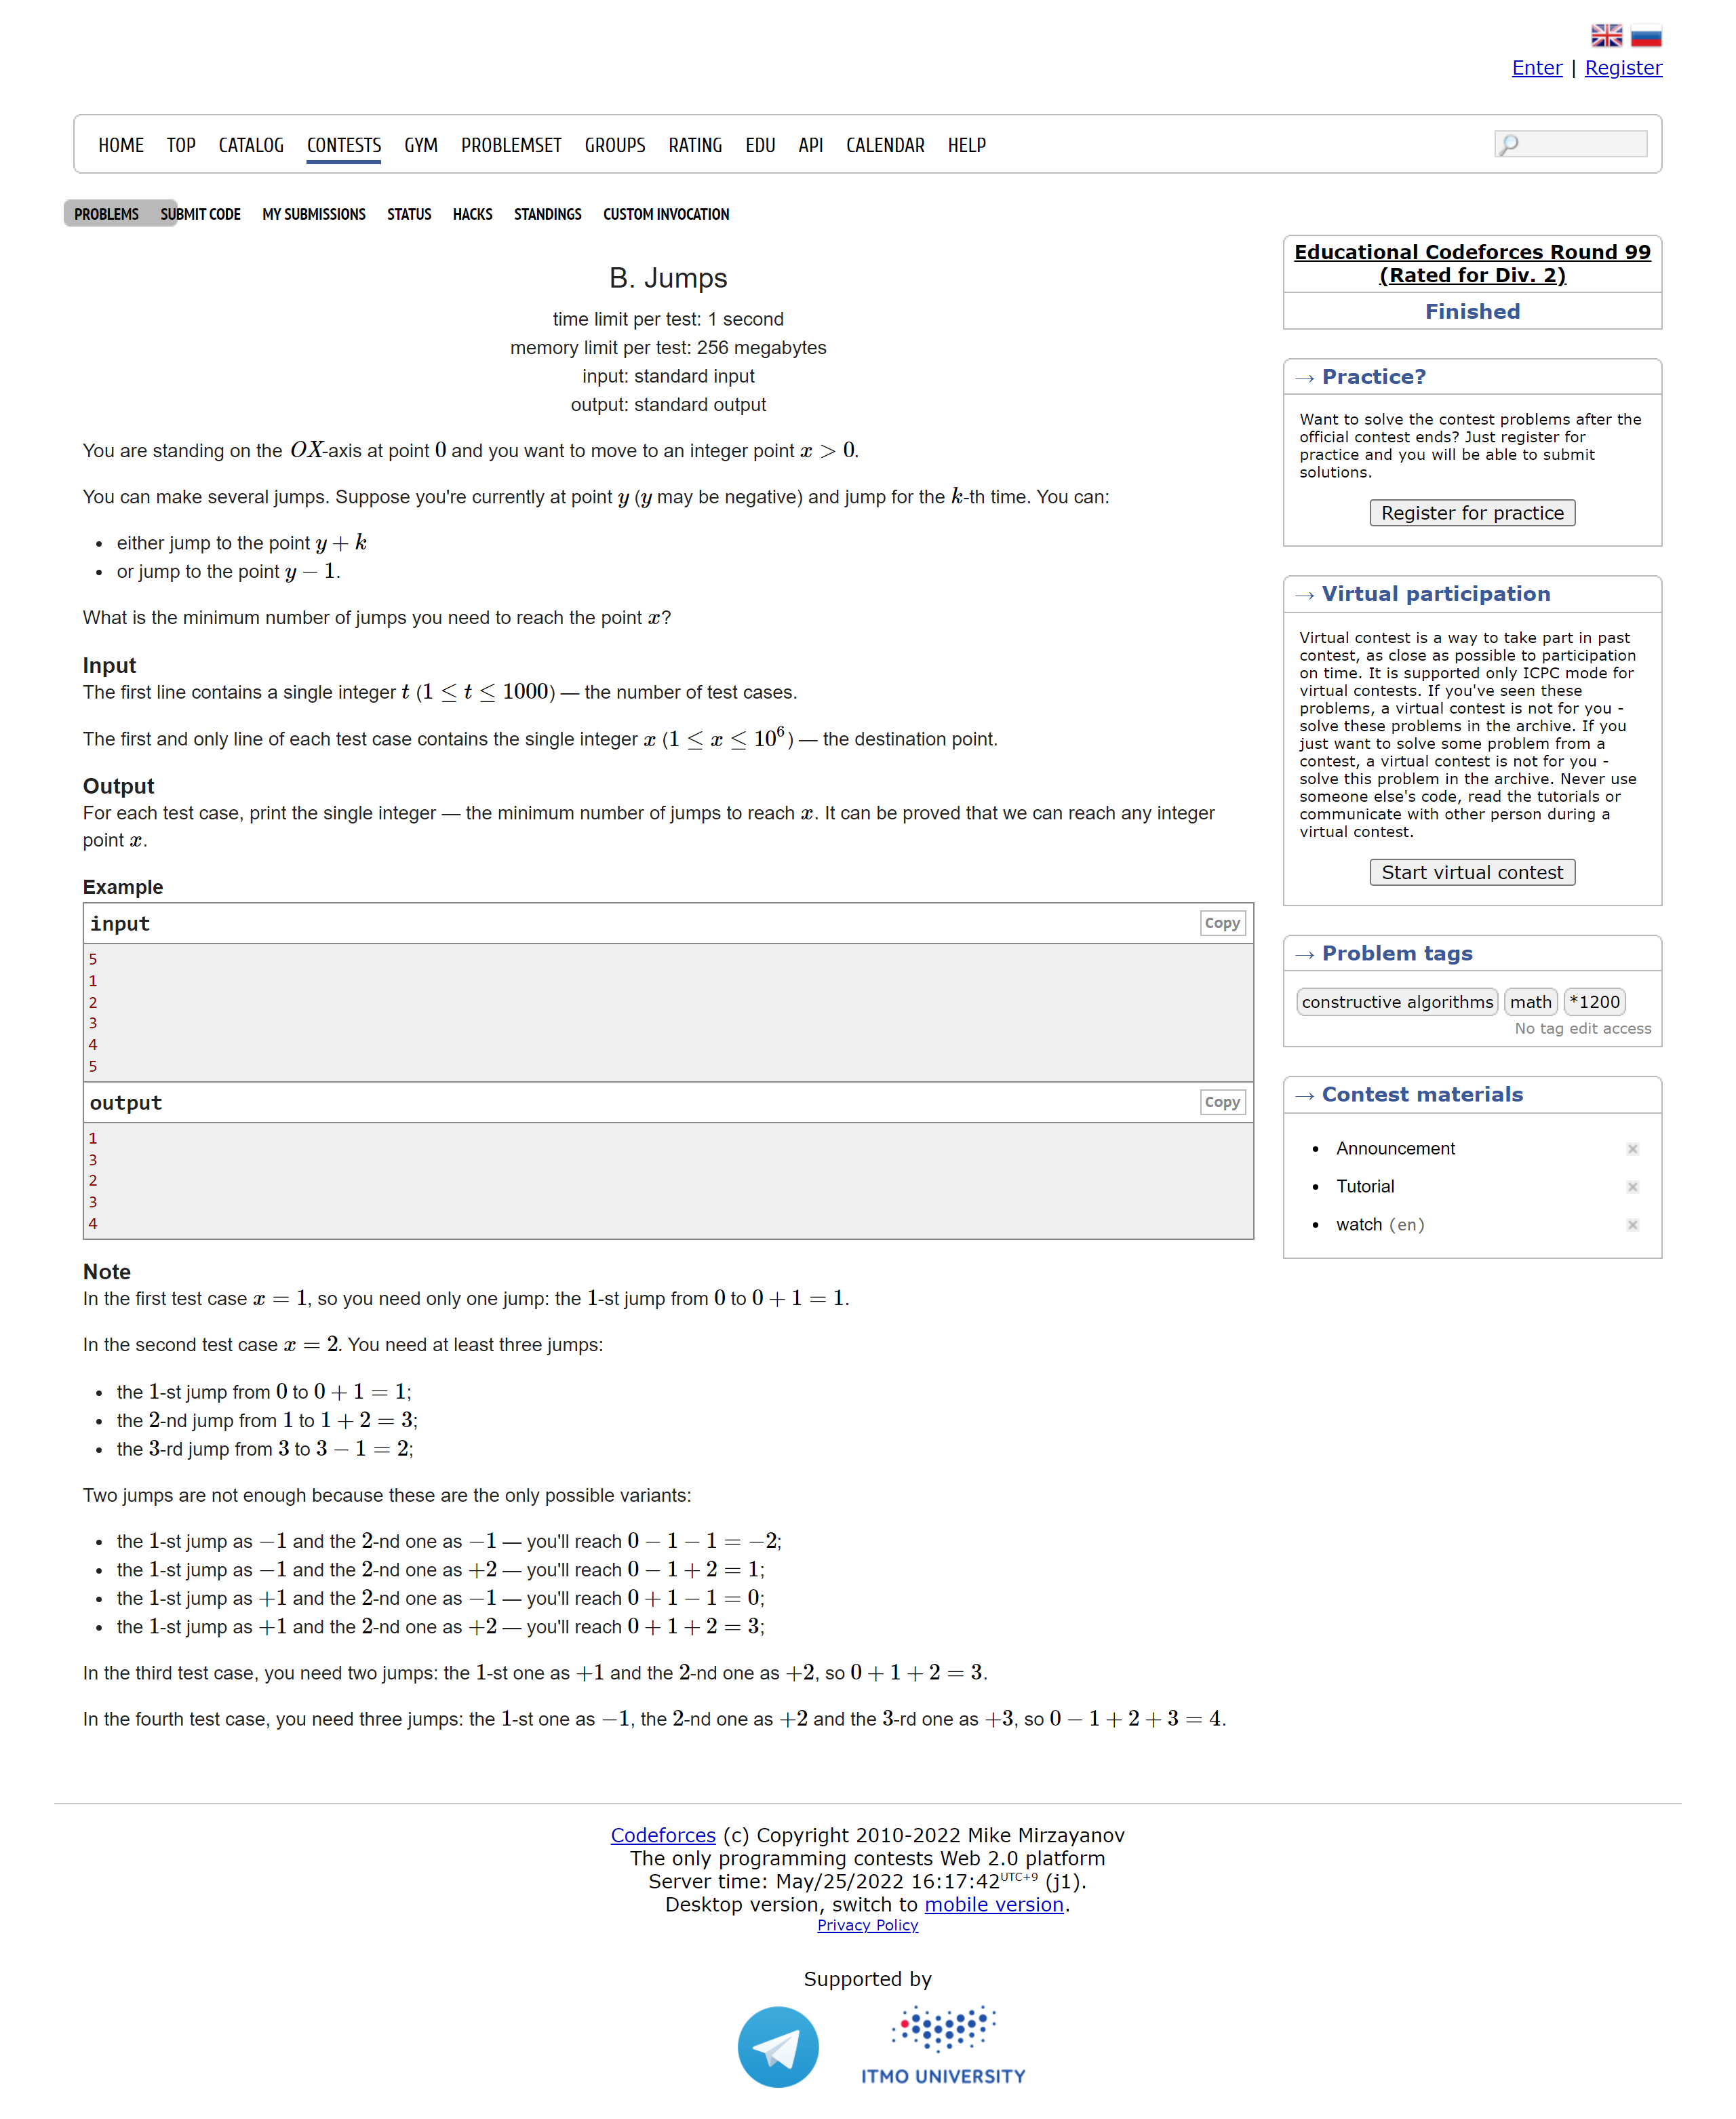 Enter | Register
HOME TOP CATALOG CONTESTS GYM PROBLEMSET GROUPS RATING EDU API CALENDAR HELP
PROBLEMS SUBMIT CODE MY SUBMISSIONS STATUS HACKS STANDINGS CUSTOM INVOCATION
B. Jumps
time limit per test: 1 second
memory limit per test: 256 megabytes
input: standard input
output: standard output
You are standing on the OX-axis at point 0 and you want to move to an integer point x > 0.
You can make several jumps. Suppose you're currently at point y (y may be negative) and jump for the k-th time. You can:
• either jump to the point y + k
• or jump to the point y − 1.
What is the minimum number of jumps you need to reach the point x?
Input
The first line contains a single integer t (1 ≤ t ≤ 1000) — the number of test cases.
The first and only line of each test case contains the single integer x (1 ≤ x ≤ 10^6) — the destination point.
Output
For each test case, print the single integer — the minimum number of jumps to reach x. It can be proved that we can reach any integer
point x.
Example
input Copy
5
1
2
3
4
5
output Copy
1
3
2
3
4
Note
In the first test case x = 1, so you need only one jump: the 1-st jump from 0 to 0 + 1 = 1.
In the second test case x = 2. You need at least three jumps:
• the 1-st jump from 0 to 0 + 1 = 1;
• the 2-nd jump from 1 to 1 + 2 = 3;
• the 3-rd jump from 3 to 3 − 1 = 2;
Two jumps are not enough because these are the only possible variants:
• the 1-st jump as −1 and the 2-nd one as −1 — you'll reach 0 − 1 − 1 = −2;
• the 1-st jump as −1 and the 2-nd one as +2 — you'll reach 0 − 1 + 2 = 1;
• the 1-st jump as +1 and the 2-nd one as −1 — you'll reach 0 + 1 − 1 = 0;
• the 1-st jump as +1 and the 2-nd one as +2 — you'll reach 0 + 1 + 2 = 3;
In the third test case, you need two jumps: the 1-st one as +1 and the 2-nd one as +2, so 0 + 1 + 2 = 3.
In the fourth test case, you need three jumps: the 1-st one as −1, the 2-nd one as +2 and the 3-rd one as +3, so 0 − 1 + 2 + 3 = 4.
Educational Codeforces Round 99
(Rated for Div. 2)
Finished
→ Practice?
Want to solve the contest problems after the
official contest ends? Just register for
practice and you will be able to submit
solutions.
Register for practice
→ Virtual participation
Virtual contest is a way to take part in past
contest, as close as possible to participation
on time. It is supported only ICPC mode for
virtual contests. If you've seen these
problems, a virtual contest is not for you -
solve these problems in the archive. If you
just want to solve some problem from a
contest, a virtual contest is not for you -
solve this problem in the archive. Never use
someone else's code, read the tutorials or
communicate with other person during a
virtual contest.
Start virtual contest
→ Problem tags
constructive algorithms math *1200
No tag edit access
→ Contest materials
• Announcement
• Tutorial
• watch (en)
Codeforces (c) Copyright 2010-2022 Mike Mirzayanov
The only programming contests Web 2.0 platform
Server time: May/25/2022 16:17:42 UTC+9 (j1).
Desktop version, switch to mobile version.
Privacy Policy
Supported by
ITMO UNIVERSITY